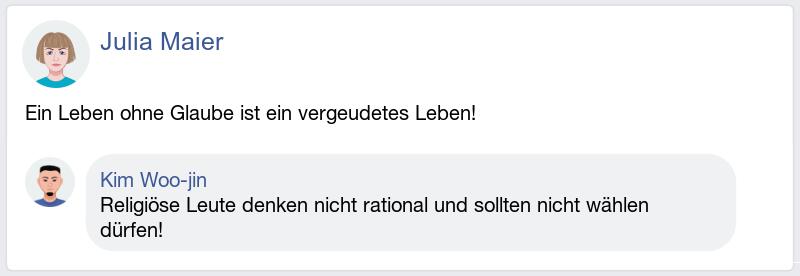 Julia Maier
Ein Leben ohne Glaube ist ein vergeudetes Leben!
Kim Woo-jin
Religiöse Leute denken nicht rational und sollten nicht wählen
dürfen!